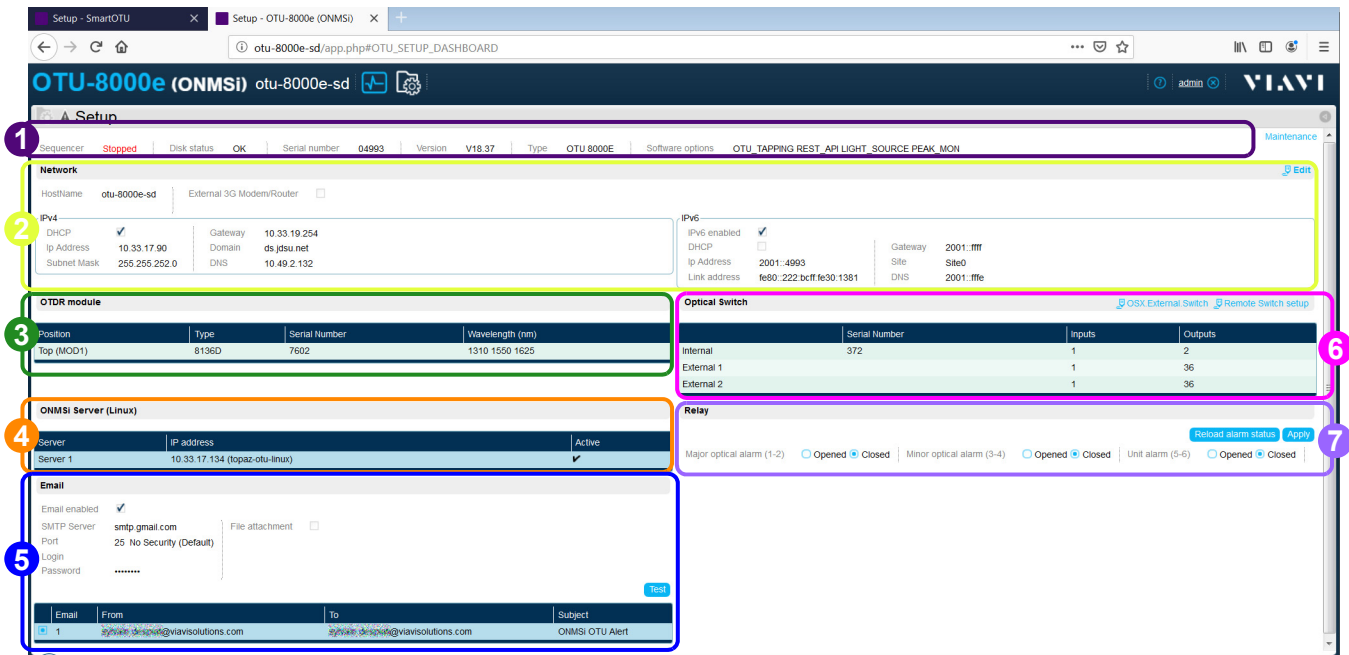 Setup - SmartOTU
Setup - OTU-8000e (ONMSi)
otu-8000e-sd/app.php#OTU_SETUP_DASHBOARD
OTU-8000e (ONMSi) otu-8000e-sd
admin
VIAVI
Setup
Maintenance
1
Sequencer Stopped Disk status OK Serial number 04993 Version V18.37 Type OTU 8000E Software options OTU_TAPPING REST_API LIGHT_SOURCE PEAK_MON
Network Edit
HostName otu-8000e-sd External 3G Modem/Router
2
IPv4
DHCP Gateway 10.33.19.254
Ip Address 10.33.17.90 Domain ds.jdsu.net
Subnet Mask 255.255.252.0 DNS 10.49.2.132
IPv6
IPv6 enabled
DHCP Gateway 2001::ffff
Ip Address 2001::4993 Site Site0
Link address fe80::222:bcff:fe30:1381 DNS 2001::fffe
OTDR module
3
Position Type Serial Number Wavelength (nm)
Top (MOD1) 8136D 7602 1310 1550 1625
Optical Switch OSX External Switch Remote Switch setup
6
Serial Number Inputs Outputs
Internal 372 1 2
External 1 1 36
External 2 1 36
ONMSi Server (Linux)
4
Server IP address Active
Server 1 10.33.17.134 (topaz-otu-linux)
Relay
7
Reload alarm status Apply
Major optical alarm (1-2) Opened Closed Minor optical alarm (3-4) Opened Closed Unit alarm (5-6) Opened Closed
Email
5
Email enabled
SMTP Server smtp.gmail.com File attachment
Port 25 No Security (Default)
Login
Password ••••••••
Test
Email From To Subject
1 @viavisolutions.com @viavisolutions.com ONMSi OTU Alert